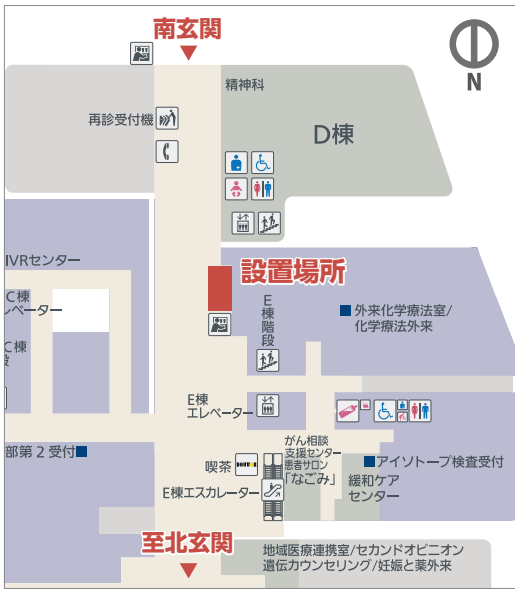 南玄関
N
精神科
D棟
再診受付機
IVRセンター
設置場所
C棟
レベーター
E棟階段
外来化学療法室/
化学療法外来
C棟
段
E棟
エレベーター
がん相談
支援センター
患者サロン
「なごみ」
部第2受付
アイソトープ検査受付
喫茶
緩和ケア
センター
E棟エスカレーター
至北玄関
地域医療連携室/セカンドオピニオン
遺伝カウンセリング/妊娠と薬外来